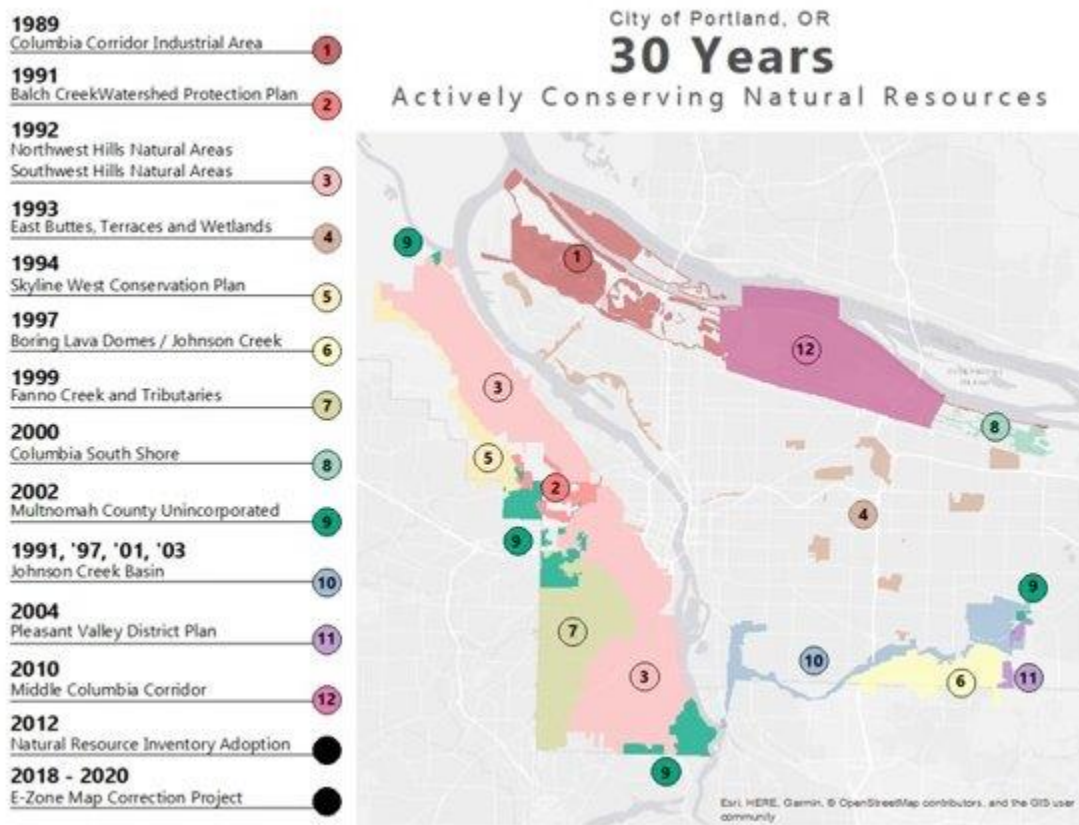 1989
Columbia Corridor Industrial Area
1
1991
Balch CreekWatershed Protection Plan
2
1992
Northwest Hills Natural Areas
Southwest Hills Natural Areas
3
1993
East Buttes, Terraces and Wetlands
4
1994
Skyline West Conservation Plan
5
1997
Boring Lava Domes / Johnson Creek
6
1999
Fanno Creek and Tributaries
7
2000
Columbia South Shore
8
2002
Multnomah County Unincorporated
9
1991, '97, '01, '03
Johnson Creek Basin
10
2004
Pleasant Valley District Plan
11
2010
Middle Columbia Corridor
12
2012
Natural Resource Inventory Adoption
2018 - 2020
E-Zone Map Correction Project
City of Portland, OR
30 Years
Actively Conserving Natural Resources
9
1
12
3
8
5
2
4
9
9
7
10
3
6
11
9
Esri, HERE, Garmin, © OpenStreetMap contributors, and the GIS user
community